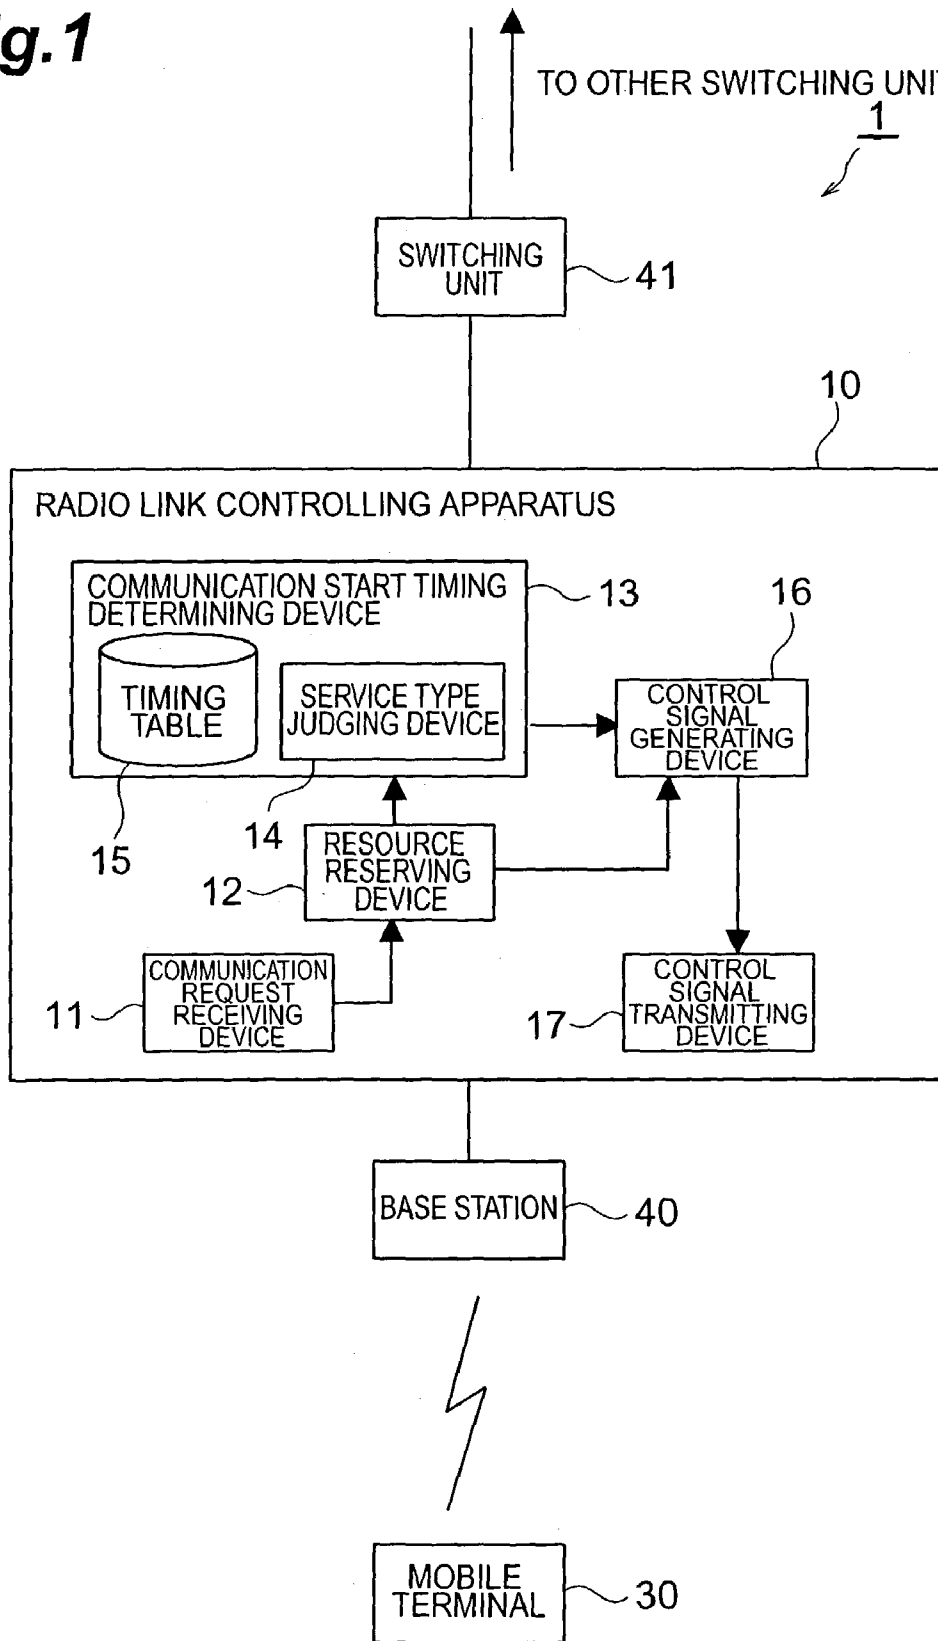 g.1
TO OTHER SWITCHING UNI
1
SWITCHING
UNIT
41
10
RADIO LINK CONTROLLING APPARATUS
COMMUNICATION START TIMING
DETERMINING DEVICE
13
16
TIMING
TABLE
SERVICE TYPE
JUDGING DEVICE
CONTROL
SIGNAL
GENERATING
DEVICE
15
14
RESOURCE
RESERVING
DEVICE
12
COMMUNICATION
REQUEST
RECEIVING
DEVICE
11
CONTROL
SIGNAL
TRANSMITTING
DEVICE
17
BASE STATION
40
MOBILE
TERMINAL
30